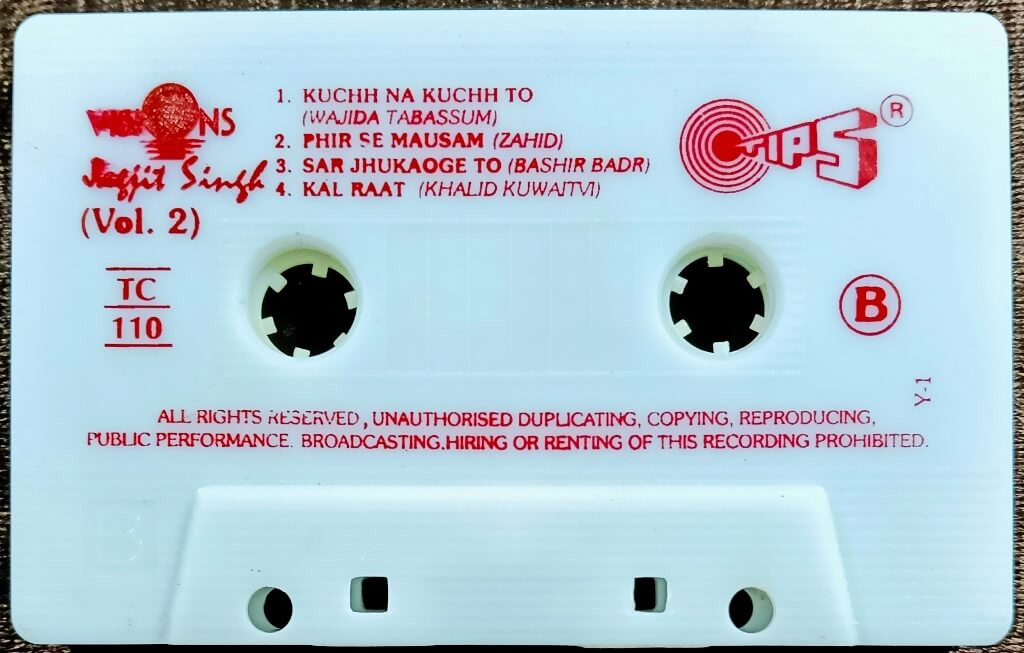 VISIONS
Jagjit Singh
(Vol. 2)
TC
110
1. KUCHH NA KUCHH TO
(WAJIDA TABASSUM)
2. PHIR SE MAUSAM (ZAHID)
3. SAR JHUKAOGE TO (BASHIR BADR)
4. KAL RAAT (KHALID KUWAITVI)
TIPS ®
B
Y-1
ALL RIGHTS RESERVED, UNAUTHORISED DUPLICATING, COPYING, REPRODUCING,
PUBLIC PERFORMANCE. BROADCASTING.HIRING OR RENTING OF THIS RECORDING PROHIBITED.